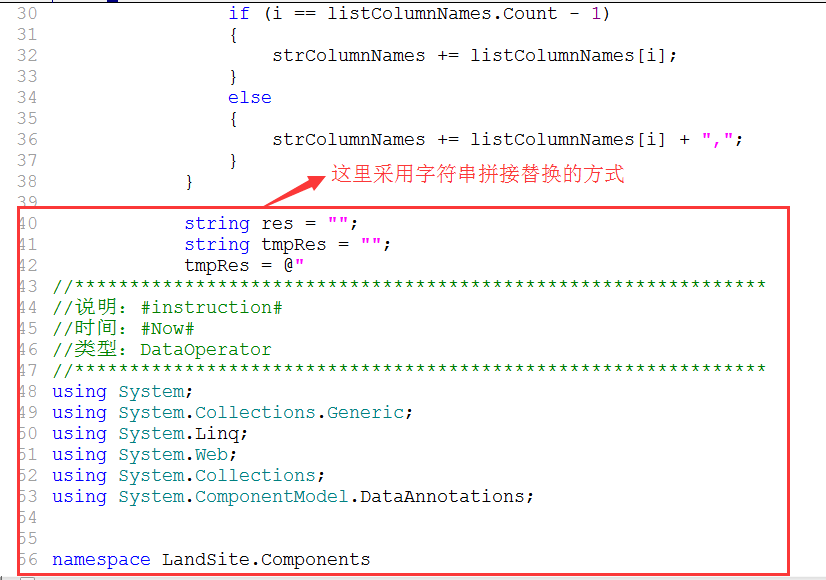 30                 if (i == listColumnNames.Count - 1)
31                 {
32                     strColumnNames += listColumnNames[i];
33                 }
34                 else
35                 {
36                     strColumnNames += listColumnNames[i] + ",";
37                 }
38             }
这里采用字符串拼接替换的方式
39
40             string res = "";
41             string tmpRes = "";
42             tmpRes = @"
43 //***************************************************************
44 //说明：#instruction#
45 //时间：#Now#
46 //类型：DataOperator
47 //***************************************************************
48 using System;
49 using System.Collections.Generic;
50 using System.Linq;
51 using System.Web;
52 using System.Collections;
53 using System.ComponentModel.DataAnnotations;
54
55
56 namespace LandSite.Components